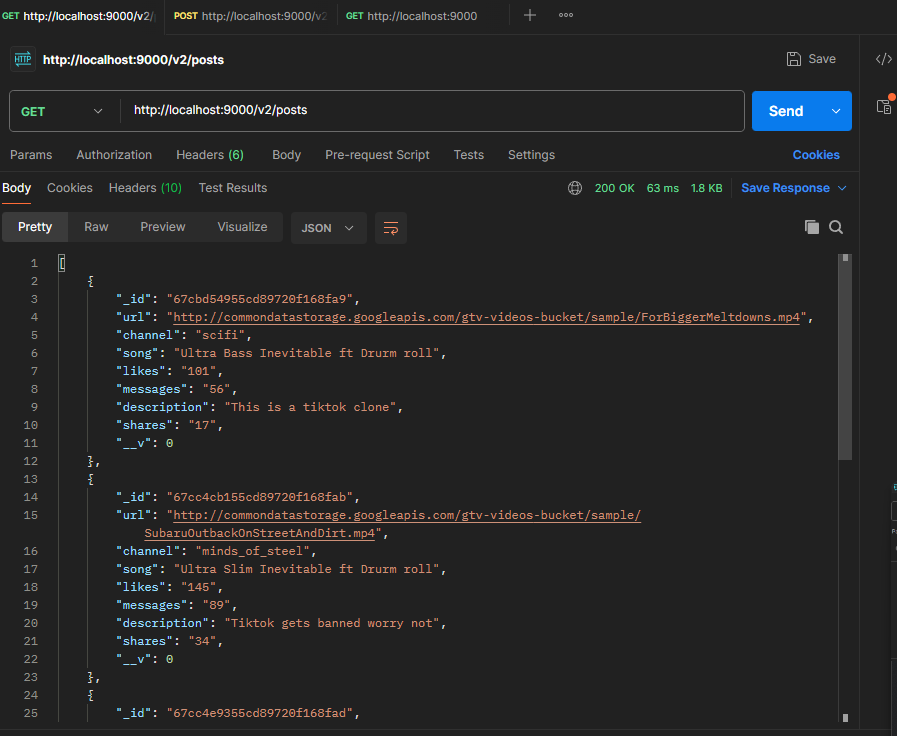 GET http://localhost:9000/v2/ POST http://localhost:9000/v2 GET http://localhost:9000
HTTP http://localhost:9000/v2/posts Save
GET http://localhost:9000/v2/posts Send
Params Authorization Headers (6) Body Pre-request Script Tests Settings Cookies
Body Cookies Headers (10) Test Results 200 OK 63 ms 1.8 KB Save Response
Pretty Raw Preview Visualize JSON
1 [
2 {
3 "_id": "67cbd54955cd89720f168fa9",
4 "url": "http://commondatastorage.googleapis.com/gtv-videos-bucket/sample/ForBiggerMeltdowns.mp4",
5 "channel": "scifi",
6 "song": "Ultra Bass Inevitable ft Drurm roll",
7 "likes": "101",
8 "messages": "56",
9 "description": "This is a tiktok clone",
10 "shares": "17",
11 "__v": 0
12 },
13 {
14 "_id": "67cc4cb155cd89720f168fab",
15 "url": "http://commondatastorage.googleapis.com/gtv-videos-bucket/sample/
SubaruOutbackOnStreetAndDirt.mp4",
16 "channel": "minds_of_steel",
17 "song": "Ultra Slim Inevitable ft Drurm roll",
18 "likes": "145",
19 "messages": "89",
20 "description": "Tiktok gets banned worry not",
21 "shares": "34",
22 "__v": 0
23 },
24 {
25 "_id": "67cc4e9355cd89720f168fad",